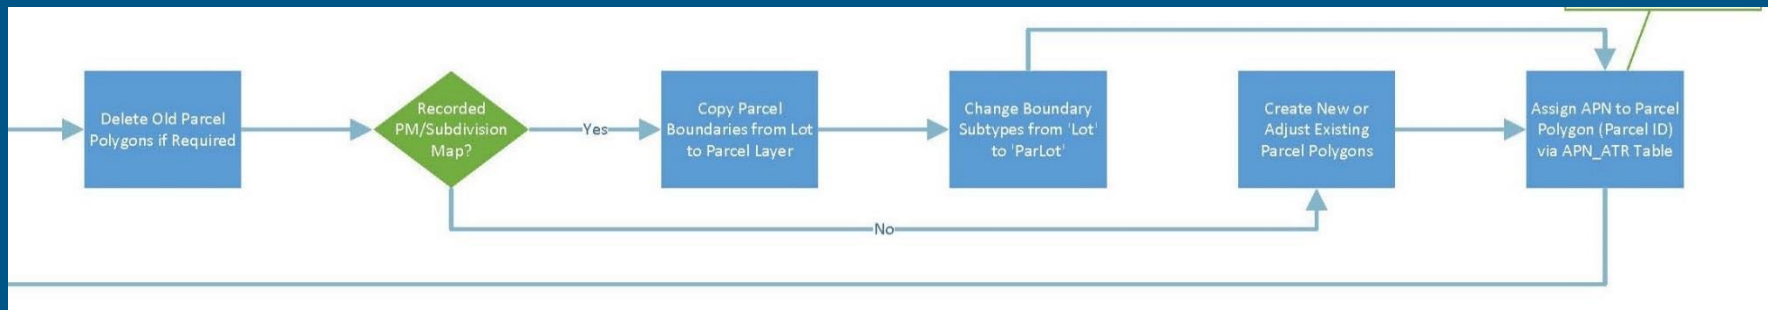 Delete Old Parcel
Polygons if Required
Recorded
PM/Subdivision
Map?
Yes
Copy Parcel
Boundaries from Lot
to Parcel Layer
Change Boundary
Subtypes from 'Lot'
to 'ParLot'
Create New or
Adjust Existing
Parcel Polygons
Assign APN to Parcel
Polygon (Parcel ID)
via APN_ATR Table
No